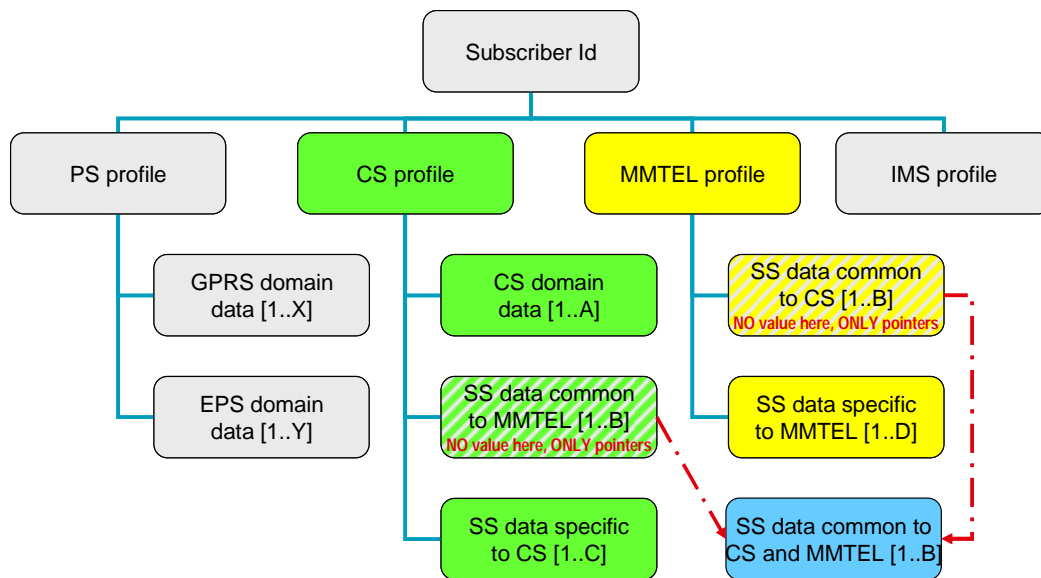 Subscriber Id
PS profile
CS profile
MMTEL profile
IMS profile
GPRS domain
data [1..X]
CS domain
data [1..A]
SS data common
to CS [1..B]
NO value here, ONLY pointers
EPS domain
data [1..Y]
SS data common
to MMTEL [1..B]
NO value here, ONLY pointers
SS data specific
to MMTEL [1..D]
SS data specific
to CS [1..C]
SS data common to
CS and MMTEL [1..B]